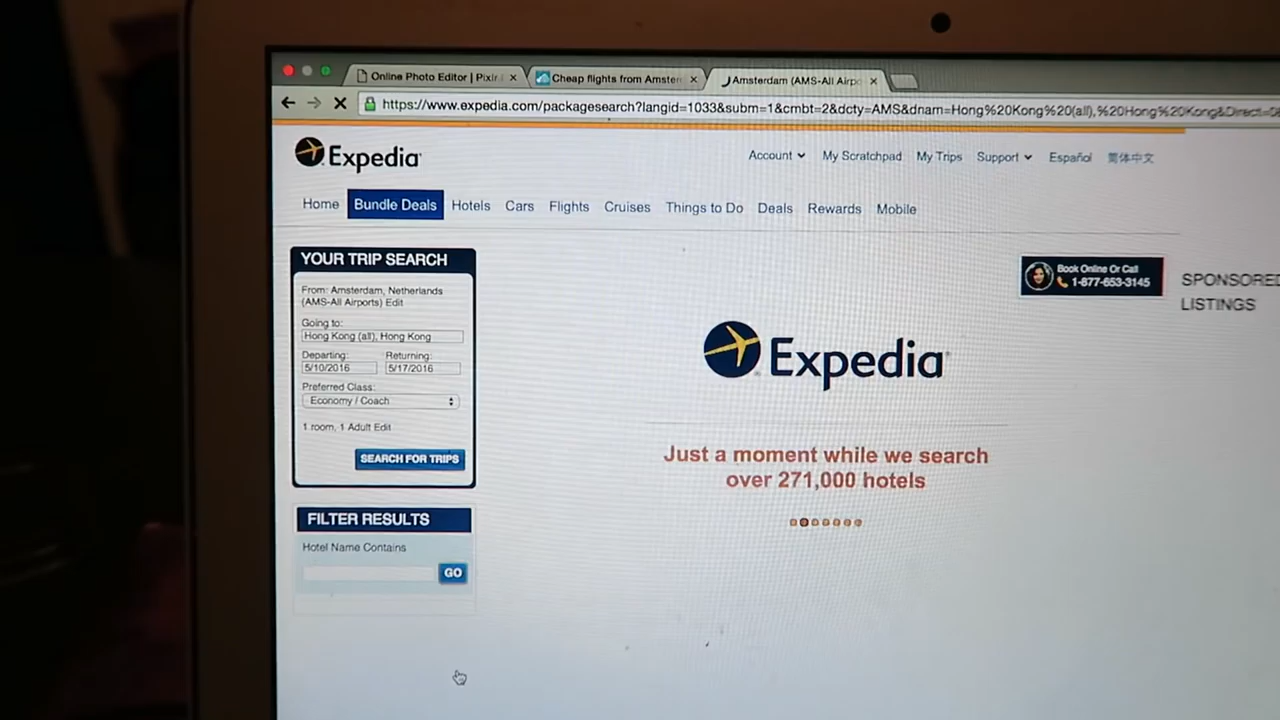 Online Photo Editor | Pixlr
Cheap flights from Amster
Amsterdam (AMS-All Airpo
https://www.expedia.com/packagesearch?langid=1033&subm=1&cmbt=2&dcty=AMS&dnam=Hong%20Kong%20(all),%20Hong%20Kong&Direct=0
Expedia
Account My Scratchpad My Trips Support Español 简体中文
Home Bundle Deals Hotels Cars Flights Cruises Things to Do Deals Rewards Mobile
YOUR TRIP SEARCH
From: Amsterdam, Netherlands
(AMS-All Airports) Edit
Going to:
Hong Kong (all), Hong Kong
Departing: Returning:
5/10/2016 5/17/2016
Preferred Class:
Economy / Coach
1 room, 1 Adult Edit
SEARCH FOR TRIPS
FILTER RESULTS
Hotel Name Contains
GO
Expedia
Just a moment while we search
over 271,000 hotels
Book Online Or Call
1-877-653-3145
SPONSORED
LISTINGS